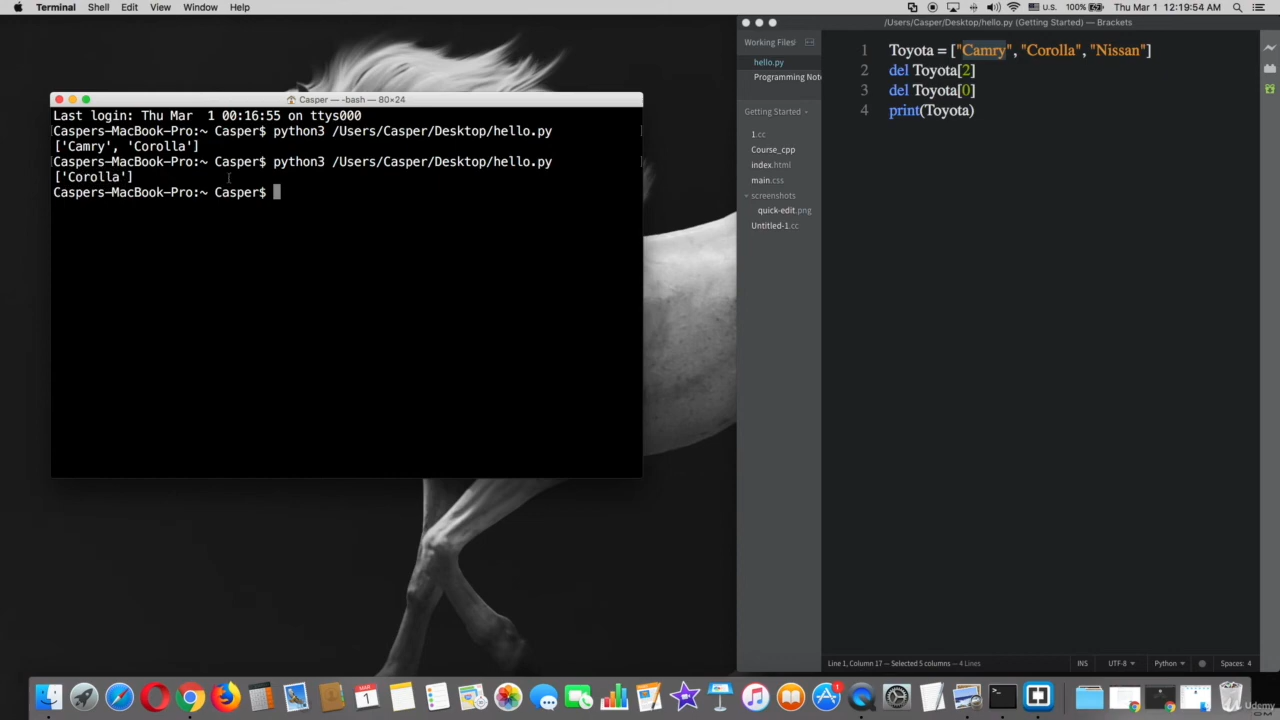 Terminal Shell Edit View Window Help
U.S. 100% Thu Mar 1 12:19:54 AM
/Users/Casper/Desktop/hello.py (Getting Started) — Brackets
Working Files
hello.py
Programming Not
Getting Started
1.cc
Course_cpp
index.html
main.css
screenshots
quick-edit.png
Untitled-1.cc
1 Toyota = ["Camry", "Corolla", "Nissan"]
2 del Toyota[2]
3 del Toyota[0]
4 print(Toyota)
Casper — -bash — 80×24
Last login: Thu Mar  1 00:16:55 on ttys000
Caspers-MacBook-Pro:~ Casper$ python3 /Users/Casper/Desktop/hello.py
['Camry', 'Corolla']
Caspers-MacBook-Pro:~ Casper$ python3 /Users/Casper/Desktop/hello.py
['Corolla']
Caspers-MacBook-Pro:~ Casper$
Line 1, Column 17 — Selected 5 columns — 4 Lines
INS UTF-8 Python Spaces: 4
Udemy